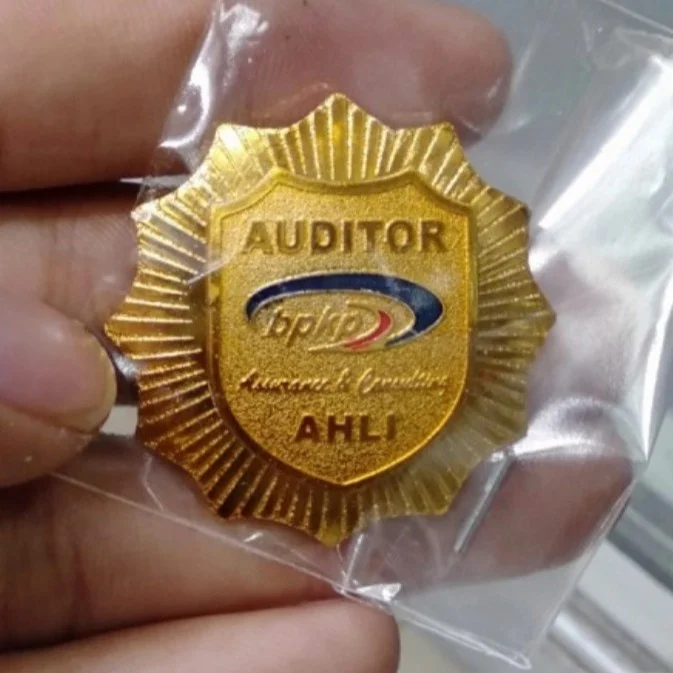 AUDITOR
bpkp
Assurance & Consulting
AHLI